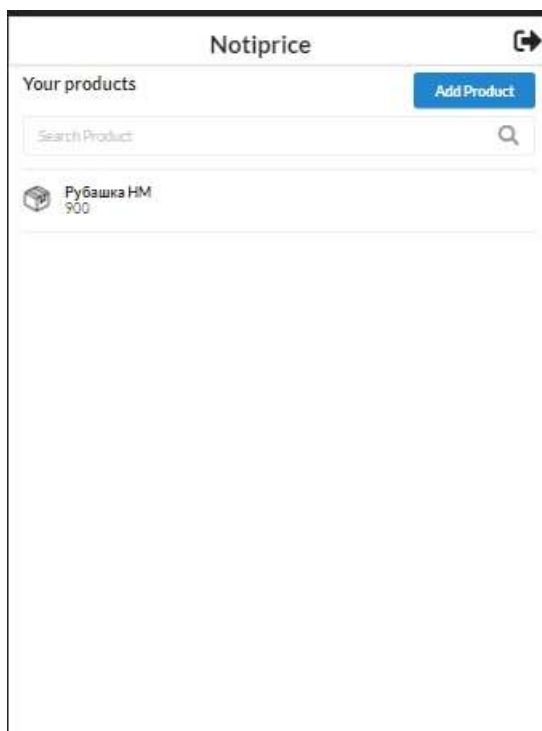 Notiprice
Your products
Add Product
Search Product
Рубашка HM
900